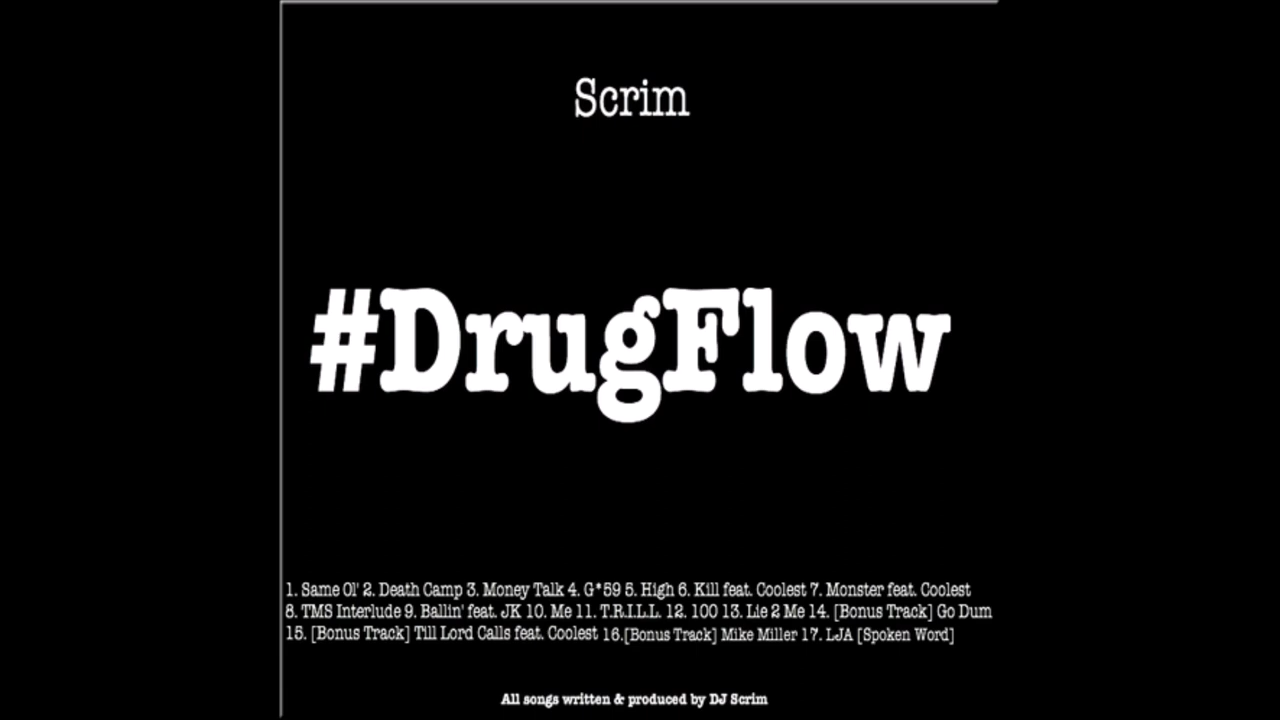 Scrim
#DrugFlow
1. Same Ol' 2. Death Camp 3. Money Talk 4. G*59 5. High 6. Kill feat. Coolest 7. Monster feat. Coolest
8. TMS Interlude 9. Ballin' feat. JK 10. Me 11. T.R.I.L.L. 12. 100 13. Lie 2 Me 14. [Bonus Track] Go Dum
15. [Bonus Track] Till Lord Calls feat. Coolest 16.[Bonus Track] Mike Miller 17. LJA [Spoken Word]
All songs written & produced by DJ Scrim